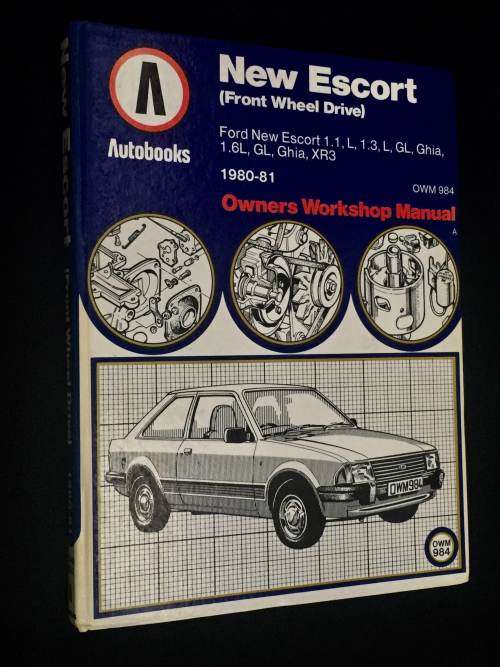 New Escort
(Front Wheel Drive)
Autobooks
Ford New Escort 1.1, L, 1.3, L, GL, Ghia,
1.6L, GL, Ghia, XR3
1980-81
OWM 984
Owners Workshop Manual
A
OWM984
OWM
984
New Escort
(Front Wheel Drive)